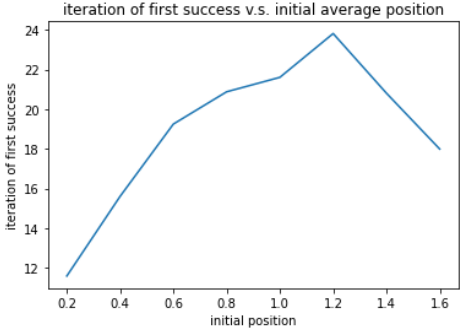 iteration of first success v.s. initial average position
24
22
20
18
16
14
12
iteration of first success
0.2 0.4 0.6 0.8 1.0 1.2 1.4 1.6
initial position